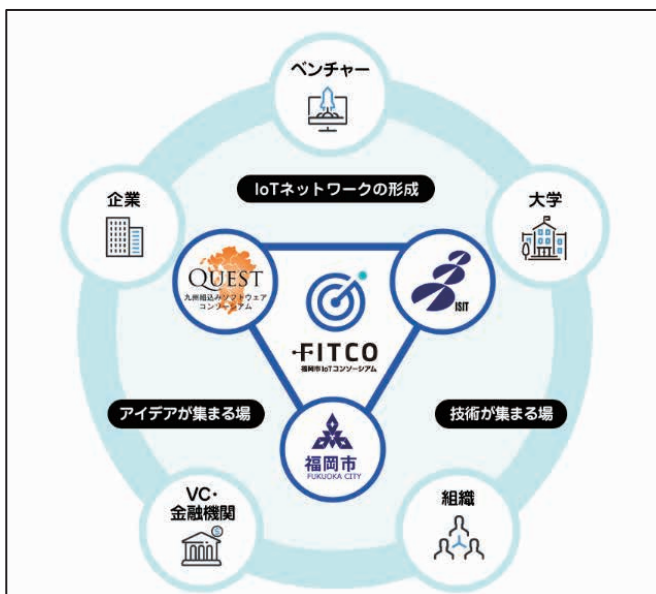 ベンチャー
IoTネットワークの形成
企業
大学
QUEST
九州組込みソフトウェア
コンソーシアム
ISIT
FITCO
福岡市IoTコンソーシアム
アイデアが集まる場
技術が集まる場
福岡市
FUKUOKA CITY
VC・
金融機関
組織